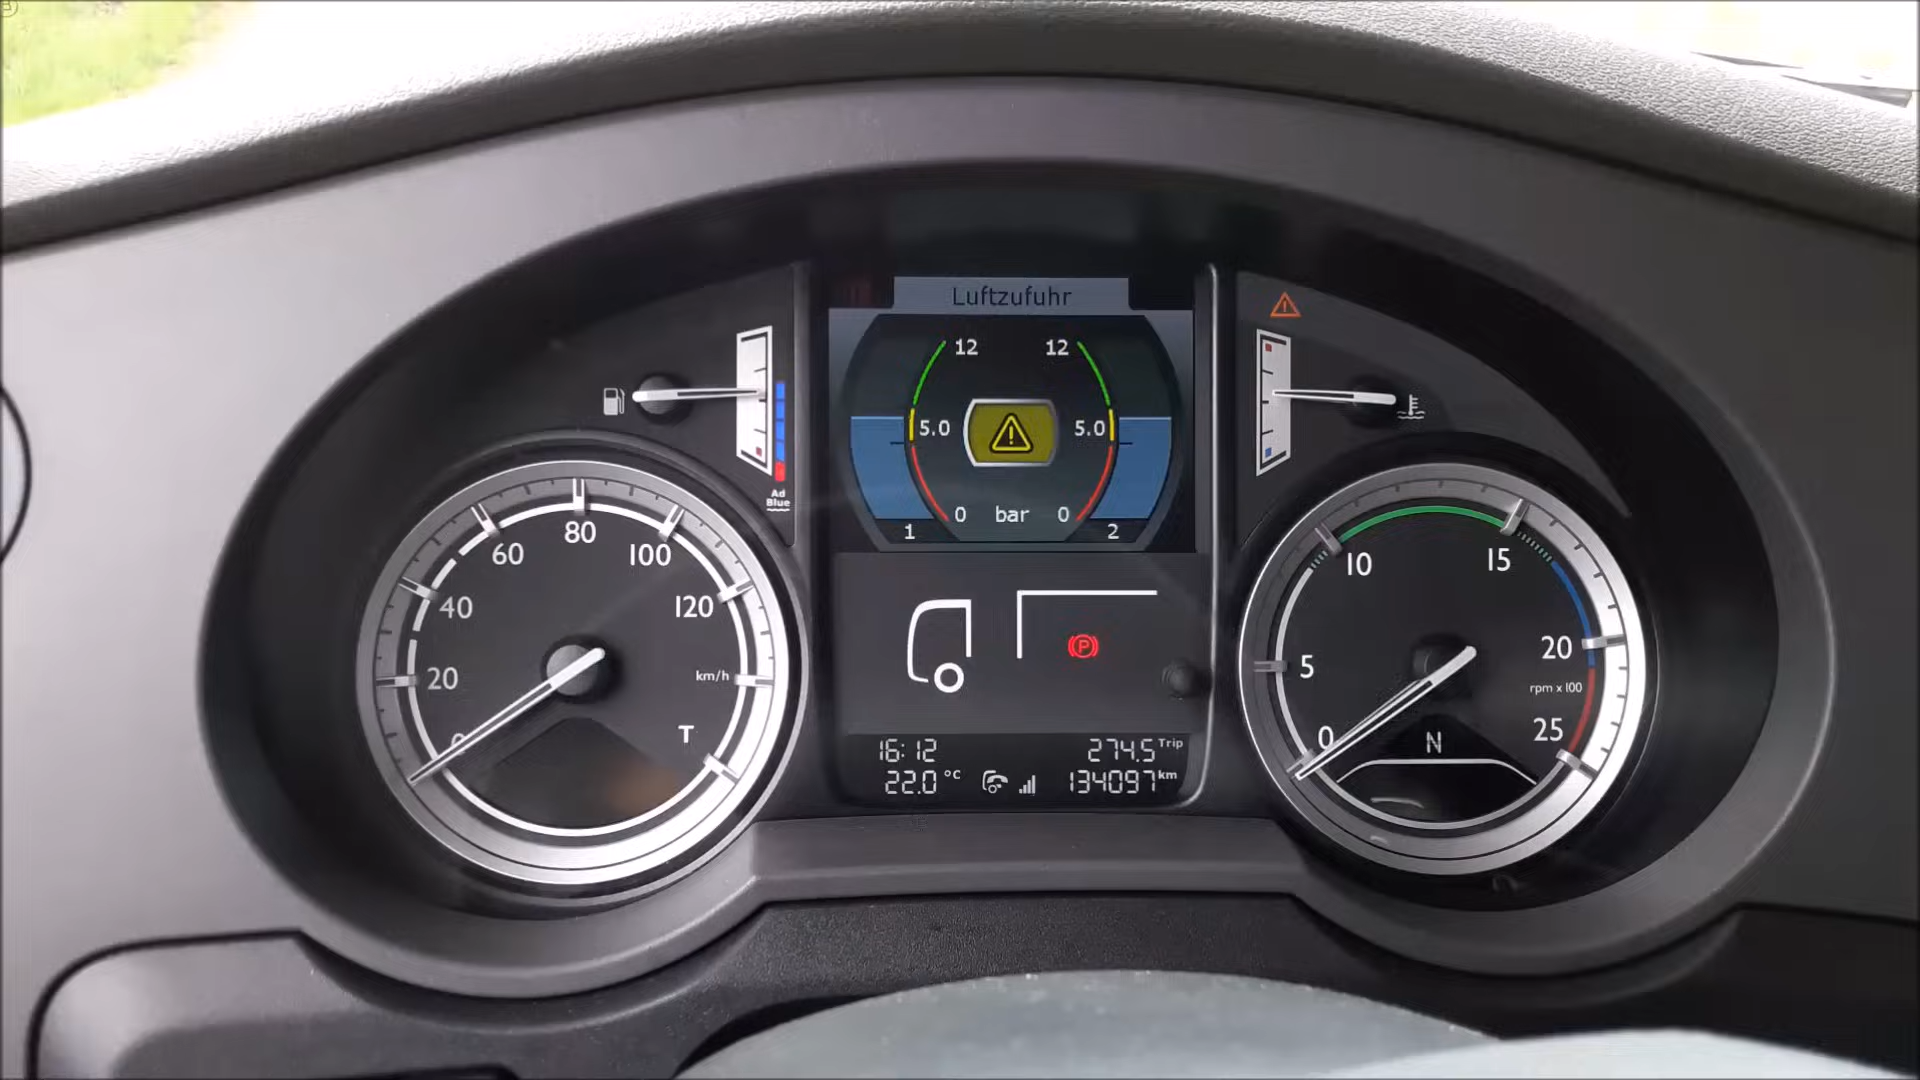 Luftzufuhr
12 12
5.0 5.0
0 bar 0
1 2
Ad
Blue
0
20
40
60
80
100
120
km/h
T
P
0
5
10
15
20
25
rpm x 100
N
16:12 274.5 Trip
22.0 °C 134097 km